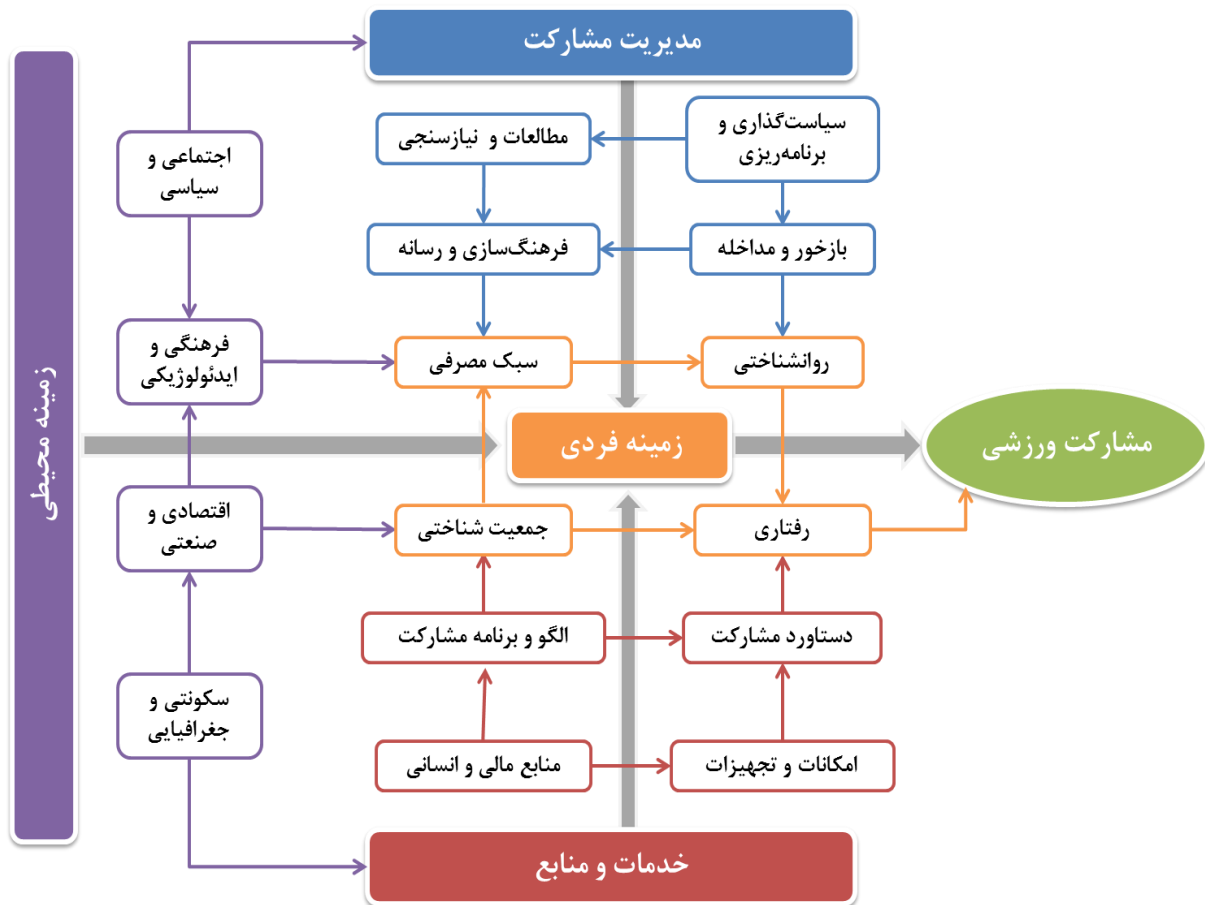 مدیریت مشارکت
سیاست‌گذاری و
برنامه‌ریزی
مطالعات و نیازسنجی
اجتماعی و
سیاسی
بازخور و مداخله
فرهنگ‌سازی و رسانه
فرهنگی و
ایدئولوژیکی
روانشناختی
سبک مصرفی
مشارکت ورزشی
زمینه فردی
زمینه محیطی
رفتاری
جمعیت شناختی
اقتصادی و
صنعتی
دستاورد مشارکت
الگو و برنامه مشارکت
سکونتی و
جغرافیایی
امکانات و تجهیزات
منابع مالی و انسانی
خدمات و منابع